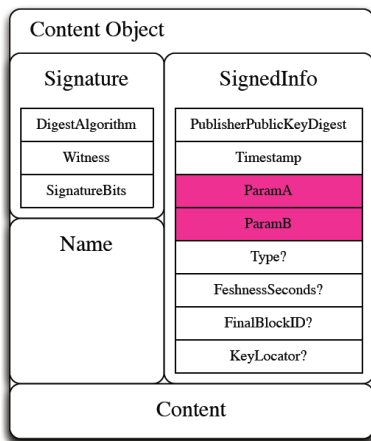 Content Object
Signature
DigestAlgorithm
Witness
SignatureBits
Name
SignedInfo
PublisherPublicKeyDigest
Timestamp
ParamA
ParamB
Type?
FeshnessSeconds?
FinalBlockID?
KeyLocator?
Content